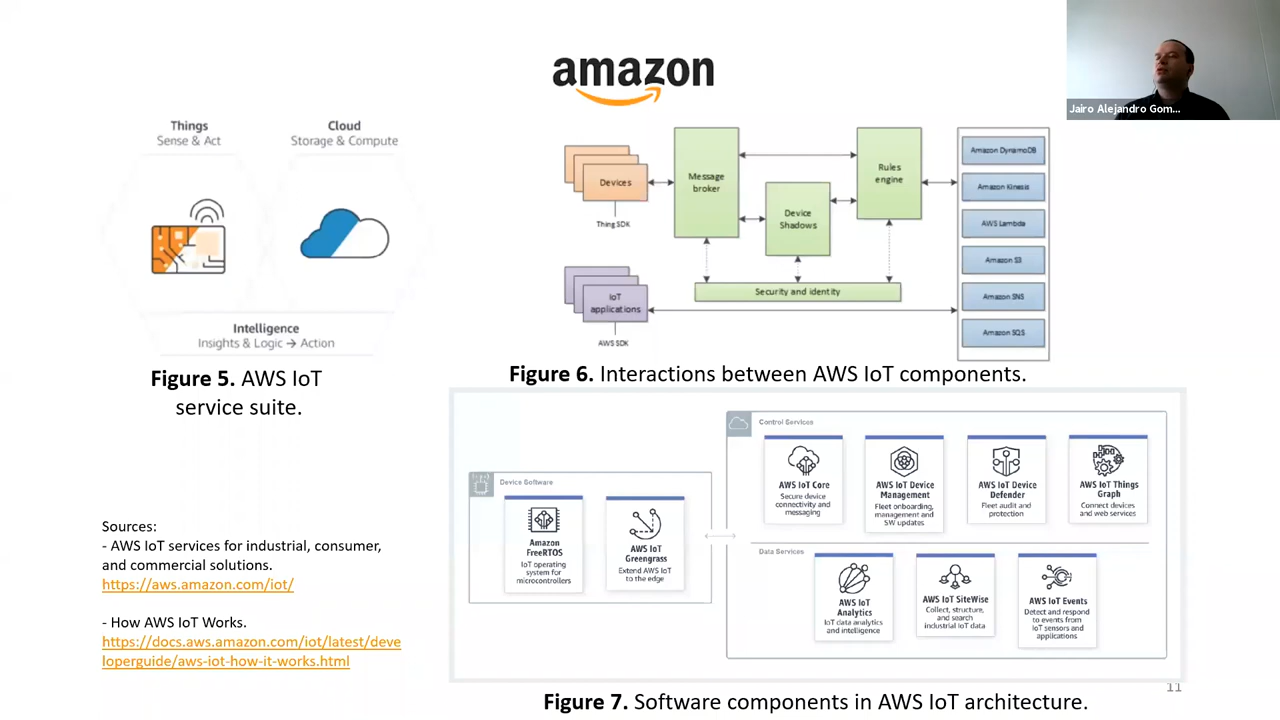 amazon
Jairo Alejandro Gom...
Things
Sense & Act
Cloud
Storage & Compute
Intelligence
Insights & Logic → Action
Figure 5. AWS IoT
service suite.
Devices
Thing SDK
IoT
applications
AWS SDK
Message
broker
Device
Shadows
Rules
engine
Security and identity
Amazon DynamoDB
Amazon Kinesis
AWS Lambda
Amazon S3
Amazon SNS
Amazon SQS
Figure 6. Interactions between AWS IoT components.
Device Software
Amazon
FreeRTOS
IoT operating
system for
microcontrollers
AWS IoT
Greengrass
Extend AWS IoT
to the edge
Control Services
AWS IoT Core
Secure device
connectivity and
messaging
AWS IoT Device
Management
Fleet onboarding,
management and
SW updates
AWS IoT Device
Defender
Fleet audit and
protection
AWS IoT Things
Graph
Connect devices
and web services
Data Services
AWS IoT
Analytics
IoT data analytics
and intelligence
AWS IoT SiteWise
Collect, structure,
and search
industrial IoT data
AWS IoT Events
Detect and respond
to events from
IoT sensors and
applications
Figure 7. Software components in AWS IoT architecture.
Sources:
- AWS IoT services for industrial, consumer,
and commercial solutions.
https://aws.amazon.com/iot/
- How AWS IoT Works.
https://docs.aws.amazon.com/iot/latest/deve
loperguide/aws-iot-how-it-works.html
11